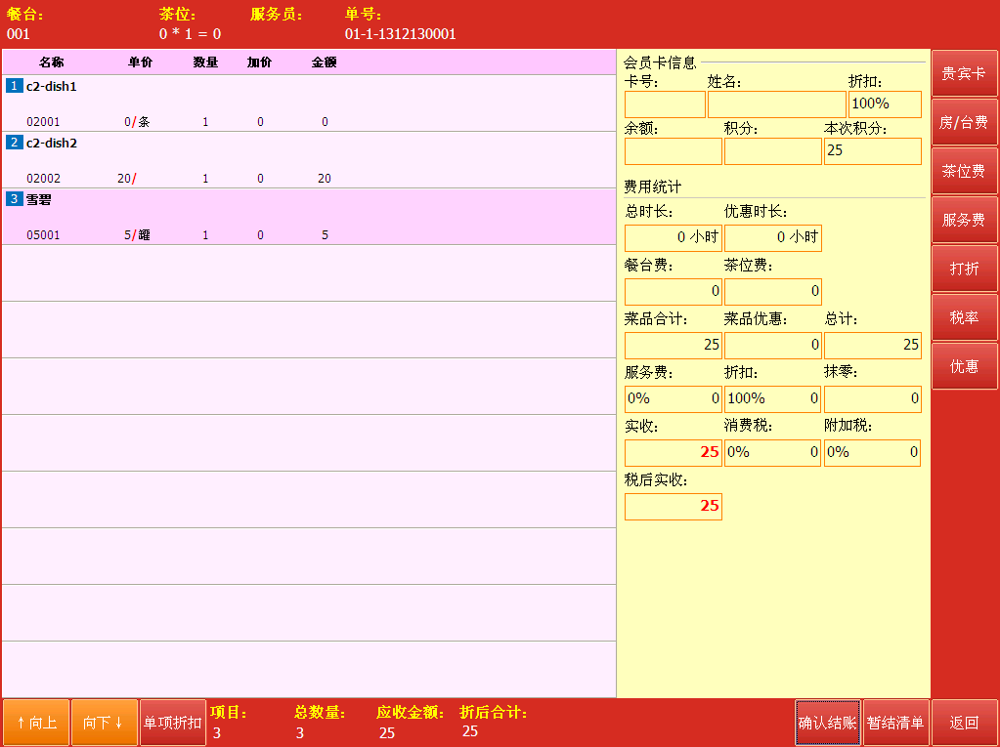 餐台: 茶位: 服务员: 单号:
001 0 * 1 = 0 01-1-1312130001
名称 单价 数量 加价 金额
1 c2-dish1
02001 0/条 1 0 0
2 c2-dish2
02002 20/ 1 0 20
3 雪碧
05001 5/罐 1 0 5
会员卡信息
卡号: 姓名: 折扣:
100%
余额: 积分: 本次积分:
25
费用统计
总时长: 优惠时长:
0 小时 0 小时
餐台费: 茶位费:
0 0
菜品合计: 菜品优惠: 总计:
25 0 25
服务费: 折扣: 抹零:
0% 0 100% 0 0
实收: 消费税: 附加税:
25 0% 0 0% 0
税后实收:
25
贵宾卡
房/台费
茶位费
服务费
打折
税率
优惠
↑向上 向下↓ 单项折扣
项目: 总数量: 应收金额: 折后合计:
3 3 25 25
确认结账 暂结清单 返回